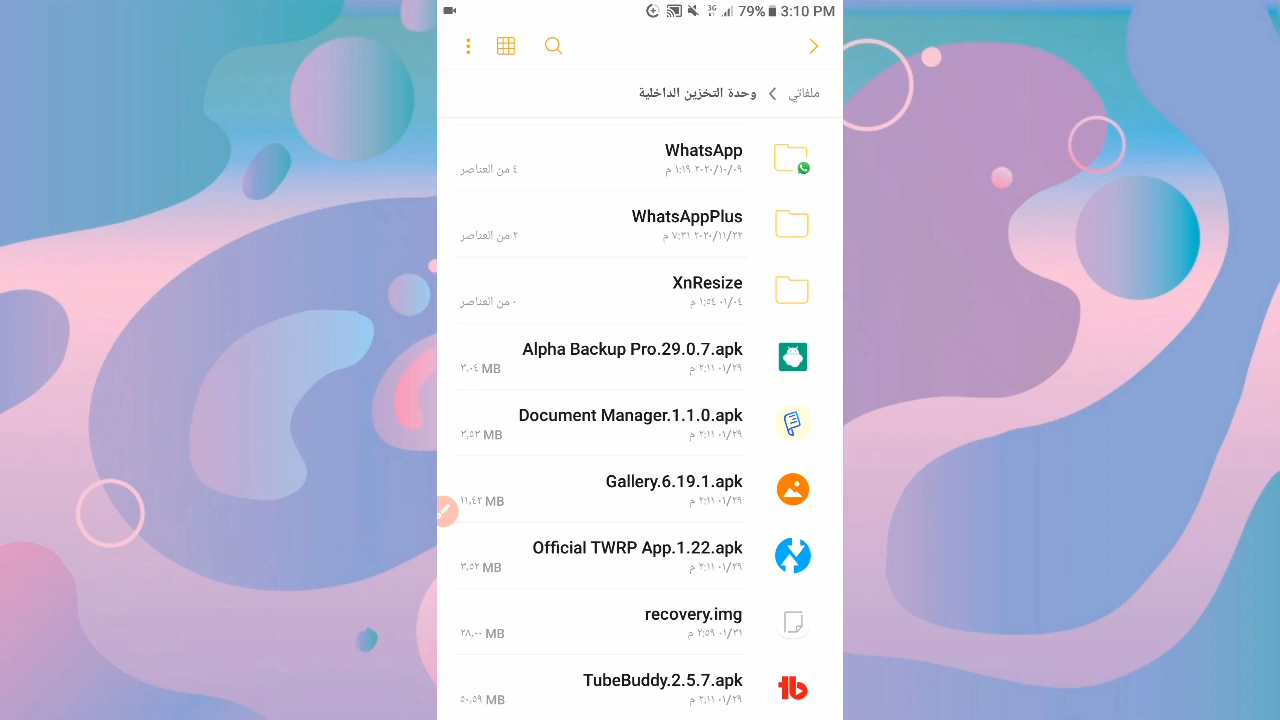 3G 79% 3:10 PM
ملفاتي > وحدة التخزين الداخلية
WhatsApp
٢٠٢٠/١٠/٠٩ ١:١٩ م
٤ من العناصر
WhatsAppPlus
٢٠٢٠/١١/٢٢ ٧:٣١ م
٢ من العناصر
XnResize
٠١/٠٤ ١:٥٤ م
٠ من العناصر
Alpha Backup Pro.29.0.7.apk
٠١/٢٩ ٢:١١ م
٣,٠٤ MB
Document Manager.1.1.0.apk
٠١/٢٩ ٢:١١ م
٣,٥٣ MB
Gallery.6.19.1.apk
٠١/٢٩ ٢:١١ م
١١,٤٢ MB
Official TWRP App.1.22.apk
٠١/٢٩ ٢:١١ م
٣,٥٢ MB
recovery.img
٠١/٣١ ٢:٥٩ م
٢٨,٠٠ MB
TubeBuddy.2.5.7.apk
٠١/٢٩ ٢:١١ م
٥٠,٥٩ MB